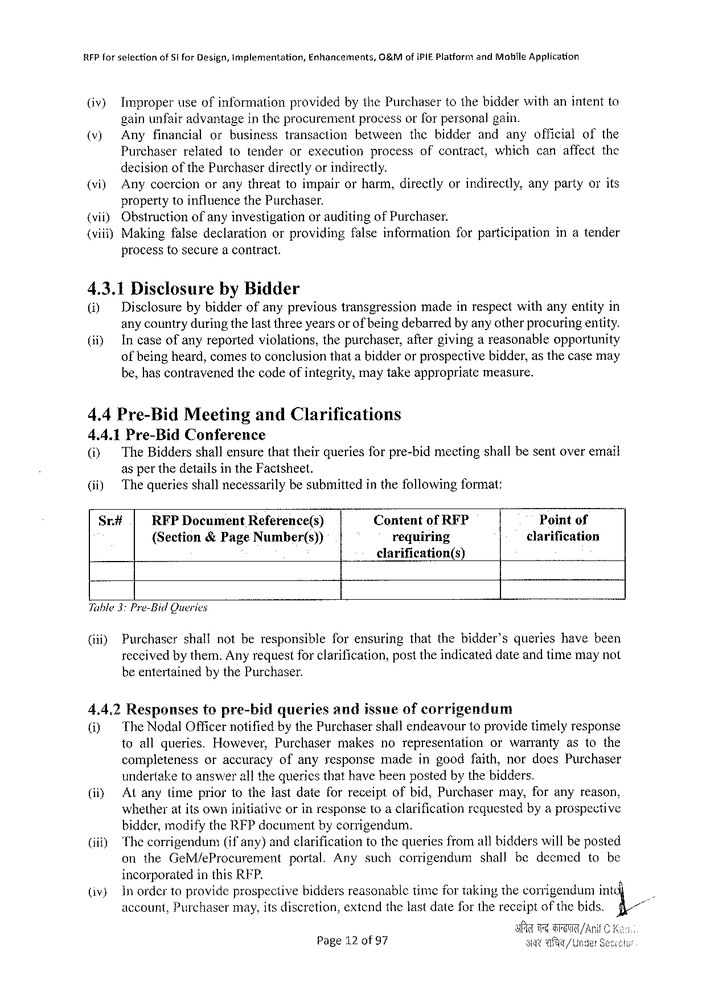 RFP for selection of SI for Design, Implementation, Enhancements, O&M of iPIE Platform and Mobile Application
(iv) Improper use of information provided by the Purchaser to the bidder with an intent to
gain unfair advantage in the procurement process or for personal gain.
(v) Any financial or business transaction between the bidder and any official of the
Purchaser related to tender or execution process of contract, which can affect the
decision of the Purchaser directly or indirectly.
(vi) Any coercion or any threat to impair or harm, directly or indirectly, any party or its
property to influence the Purchaser.
(vii) Obstruction of any investigation or auditing of Purchaser.
(viii) Making false declaration or providing false information for participation in a tender
process to secure a contract.
4.3.1 Disclosure by Bidder
(i) Disclosure by bidder of any previous transgression made in respect with any entity in
any country during the last three years or of being debarred by any other procuring entity.
(ii) In case of any reported violations, the purchaser, after giving a reasonable opportunity
of being heard, comes to conclusion that a bidder or prospective bidder, as the case may
be, has contravened the code of integrity, may take appropriate measure.
4.4 Pre-Bid Meeting and Clarifications
4.4.1 Pre-Bid Conference
(i) The Bidders shall ensure that their queries for pre-bid meeting shall be sent over email
as per the details in the Factsheet.
(ii) The queries shall necessarily be submitted in the following format:
Sr.# RFP Document Reference(s) Content of RFP Point of
(Section & Page Number(s)) requiring clarification
clarification(s)
Table 3: Pre-Bid Queries
(iii) Purchaser shall not be responsible for ensuring that the bidder's queries have been
received by them. Any request for clarification, post the indicated date and time may not
be entertained by the Purchaser.
4.4.2 Responses to pre-bid queries and issue of corrigendum
(i) The Nodal Officer notified by the Purchaser shall endeavour to provide timely response
to all queries. However, Purchaser makes no representation or warranty as to the
completeness or accuracy of any response made in good faith, nor does Purchaser
undertake to answer all the queries that have been posted by the bidders.
(ii) At any time prior to the last date for receipt of bid, Purchaser may, for any reason,
whether at its own initiative or in response to a clarification requested by a prospective
bidder, modify the RFP document by corrigendum.
(iii) The corrigendum (if any) and clarification to the queries from all bidders will be posted
on the GeM/eProcurement portal. Any such corrigendum shall be deemed to be
incorporated in this RFP.
(iv) In order to provide prospective bidders reasonable time for taking the corrigendum into
account, Purchaser may, its discretion, extend the last date for the receipt of the bids.
अनिल चन्द्र कान्डपाल/Anil C
Page 12 of 97
अवर सचिव/Under